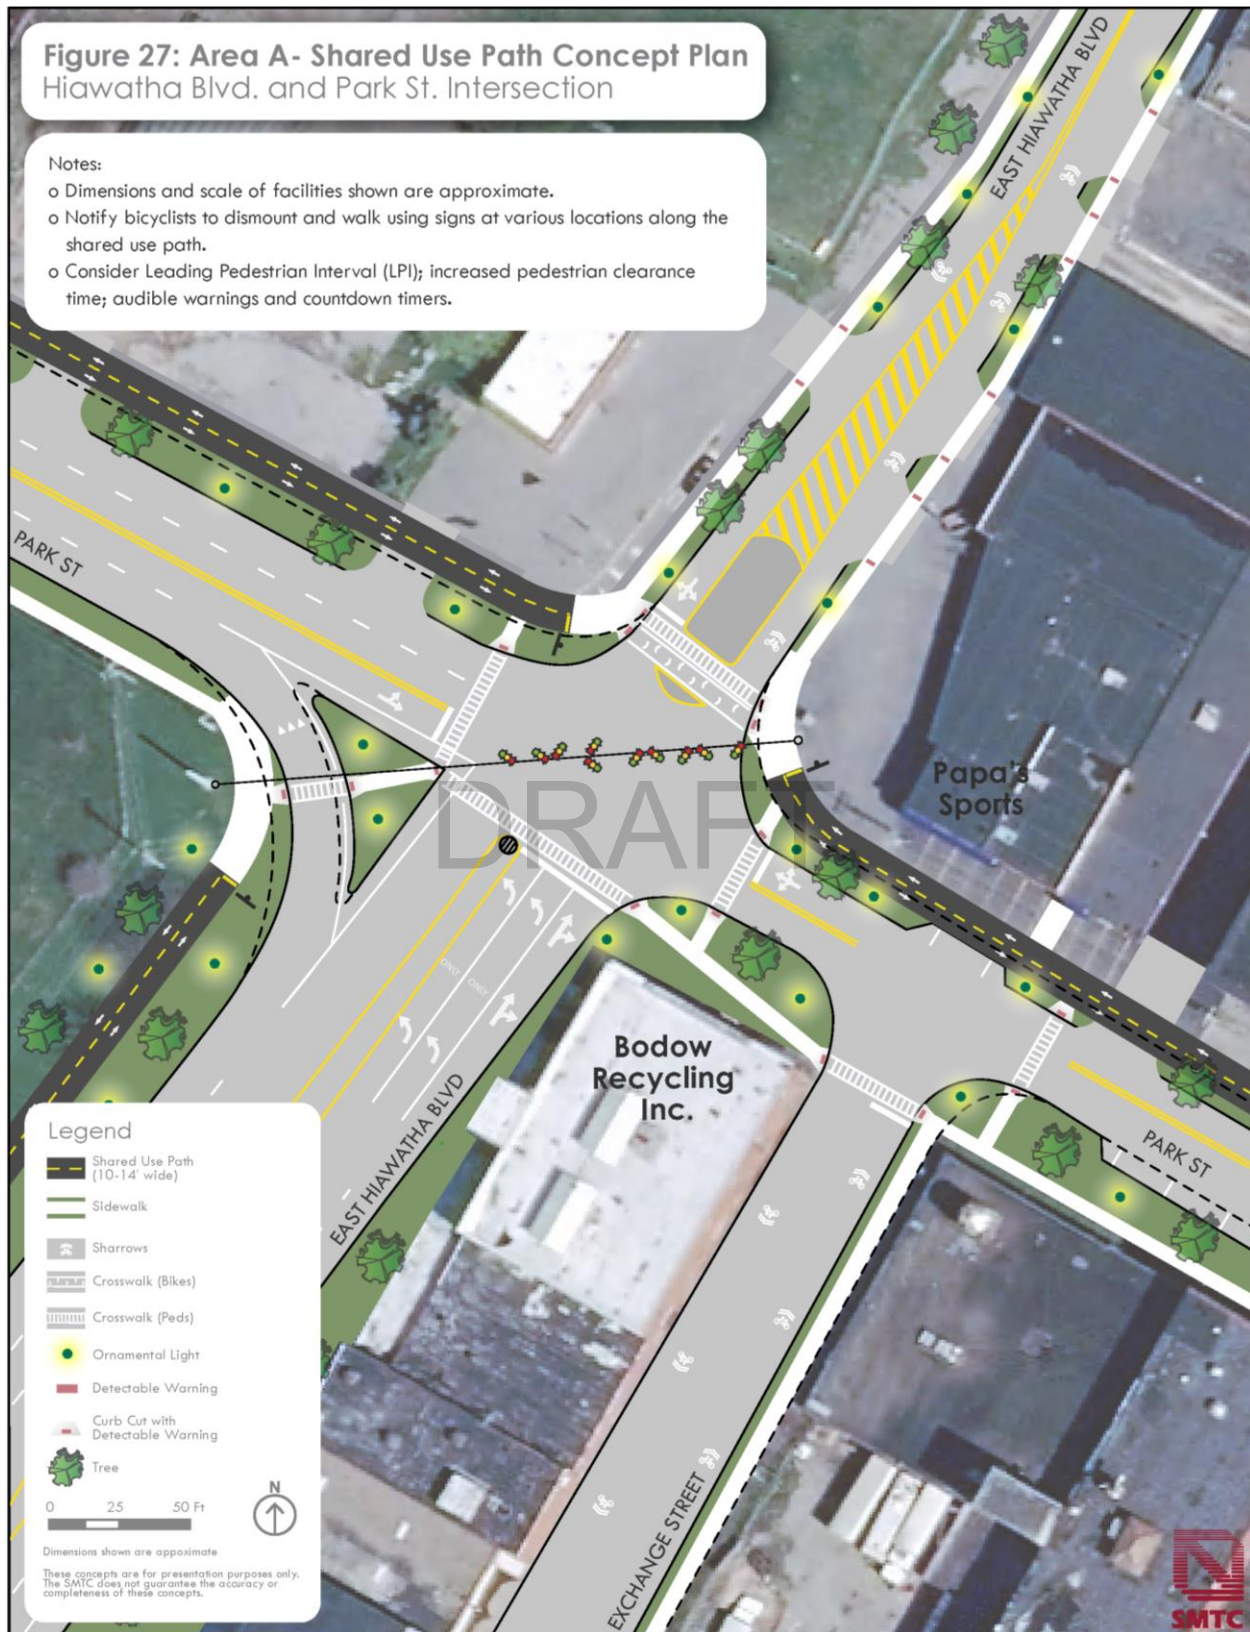 Figure 27: Area A- Shared Use Path Concept Plan
Hiawatha Blvd. and Park St. Intersection
Notes:
o Dimensions and scale of facilities shown are approximate.
o Notify bicyclists to dismount and walk using signs at various locations along the
shared use path.
o Consider Leading Pedestrian Interval (LPI); increased pedestrian clearance
time; audible warnings and countdown timers.
EAST HIAWATHA BLVD
PARK ST
DRAFT
Papa's
Sports
ONLY
ONLY
Bodow
Recycling
Inc.
EAST HIAWATHA BLVD
PARK ST
EXCHANGE STREET
Legend
Shared Use Path
(10-14' wide)
Sidewalk
Sharrows
Crosswalk (Bikes)
Crosswalk (Peds)
Ornamental Light
Detectable Warning
Curb Cut with
Detectable Warning
Tree
N
0 25 50 Ft
Dimensions shown are appoximate
These concepts are for presentation purposes only.
The SMTC does not guarantee the accuracy or
completeness of these concepts.
SMTC